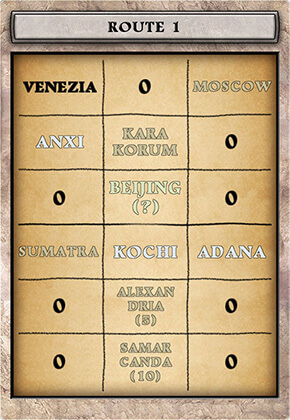 ROUTE 1
VENEZIA 0 MOSCOW
ANXI KARA KORUM 0
0 BEIJING (?) 0
SUMATRA KOCHI ADANA
0 ALEXAN DRIA (5) 0
0 SAMAR CANDA (10) 0